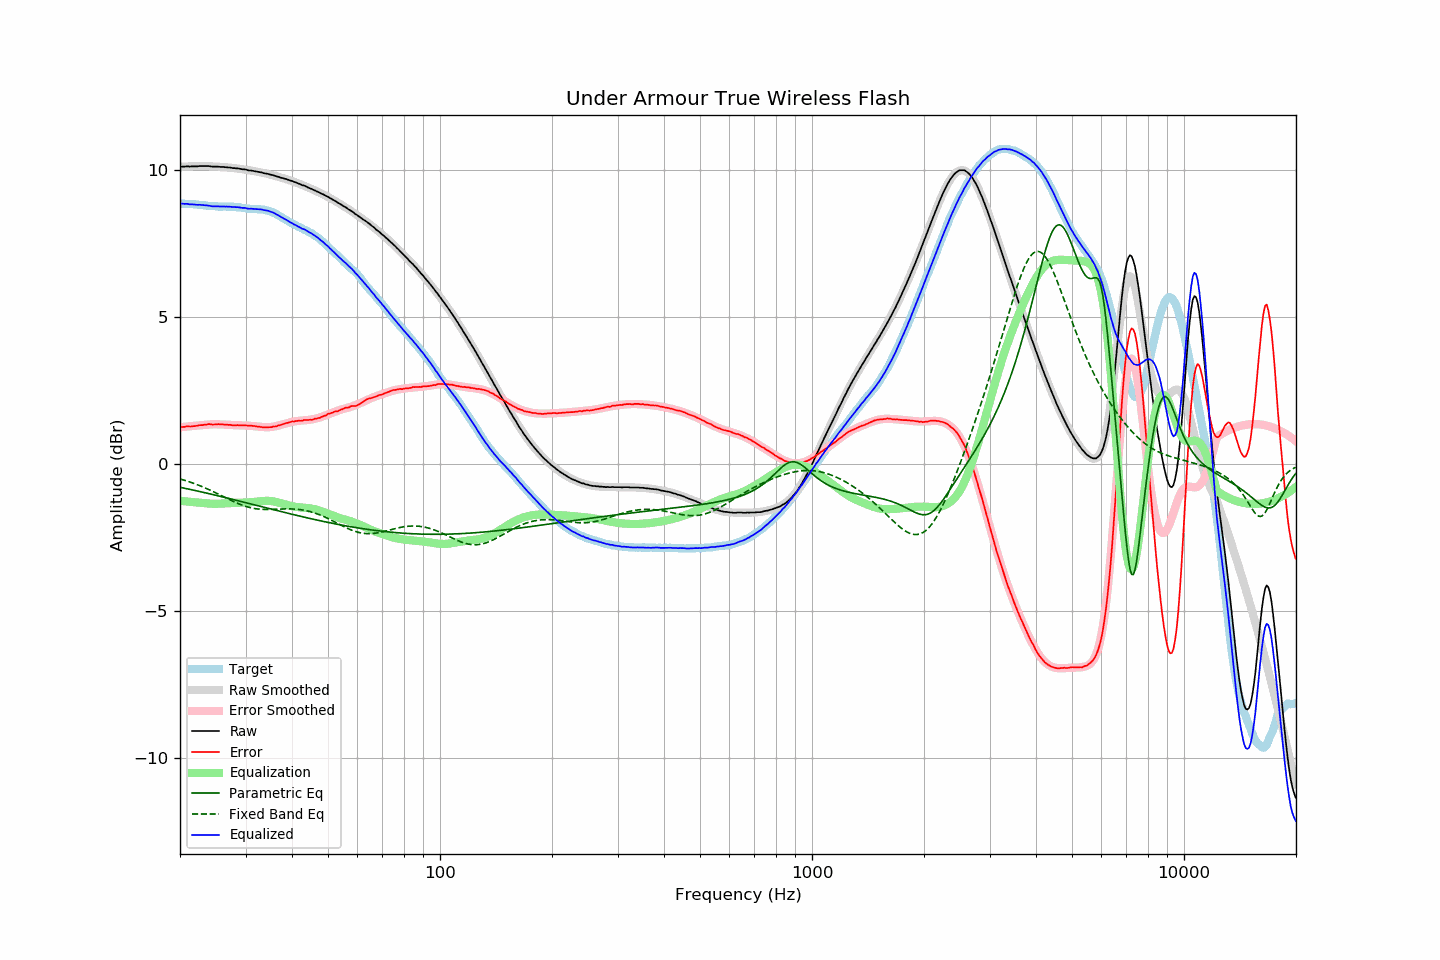 Under Armour True Wireless Flash
Amplitude (dBr)
10
5
0
−5
−10
Target
Raw Smoothed
Error Smoothed
Raw
Error
Equalization
Parametric Eq
Fixed Band Eq
Equalized
100
1000
10000
Frequency (Hz)